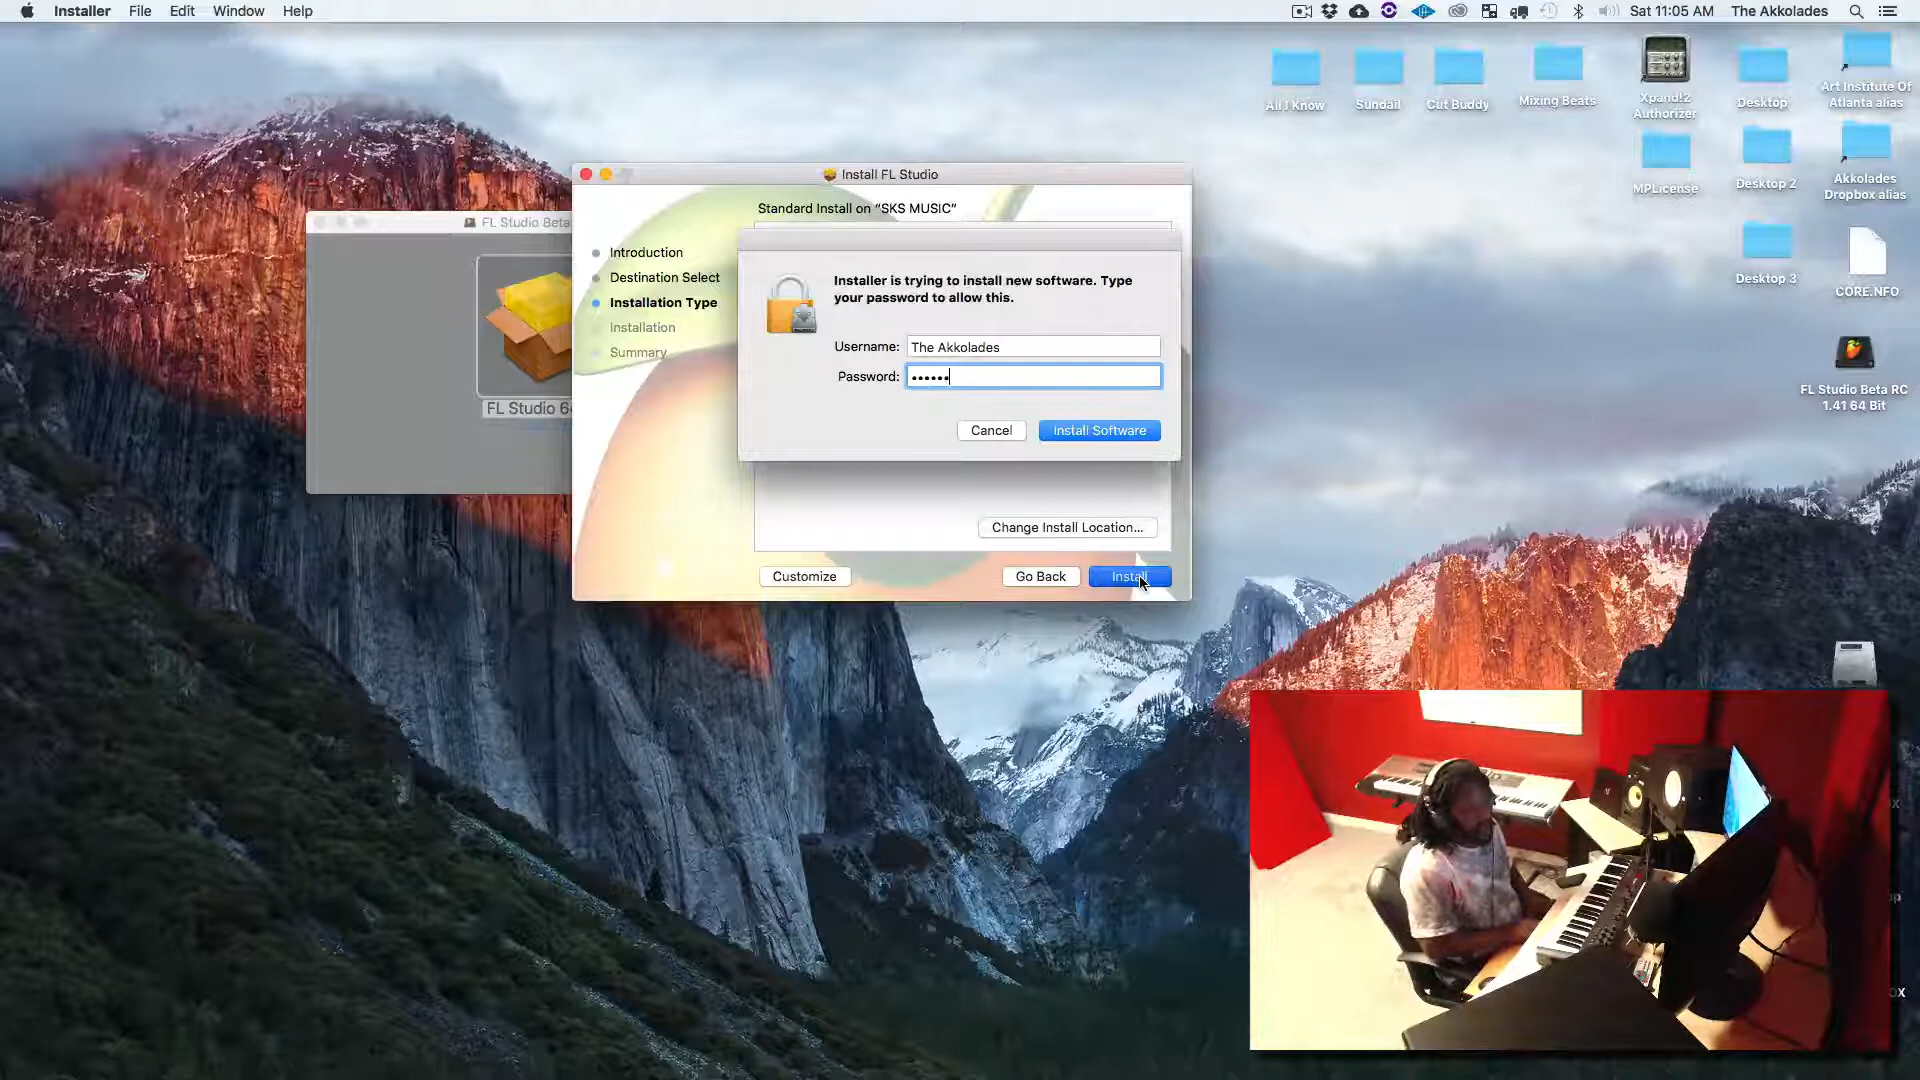 Installer File Edit Window Help
Sat 11:05 AM The Akkolades
All I Know
Sundail
Cut Buddy
Mixing Beats
Xpand!2
Authorizer
Desktop
Art Institute Of
Atlanta alias
MPLicense
Desktop 2
Akkolades
Dropbox alias
Desktop 3
CORE.NFO
FL Studio Beta RC
1.41 64 Bit
FL Studio Beta
FL Studio 64
Install FL Studio
Standard Install on “SKS MUSIC”
Introduction
Destination Select
Installation Type
Installation
Summary
Installer is trying to install new software. Type
your password to allow this.
Username: The Akkolades
Password: ••••••
Cancel Install Software
Change Install Location...
Customize Go Back Install